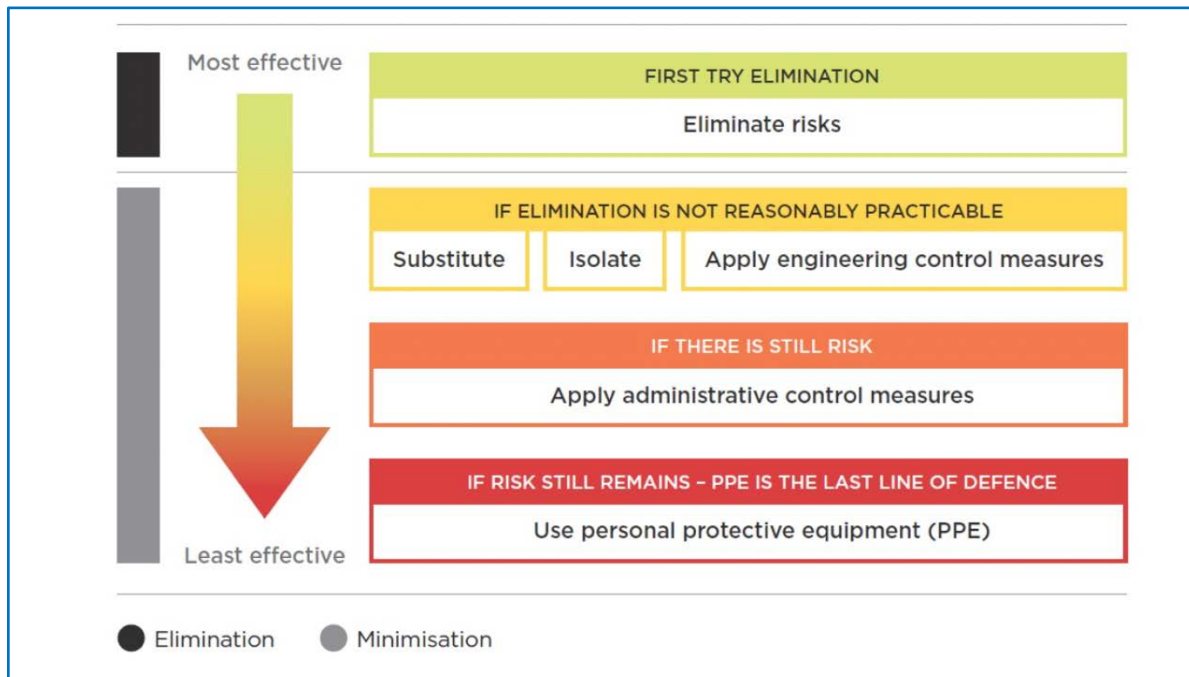 Most effective
FIRST TRY ELIMINATION
Eliminate risks
IF ELIMINATION IS NOT REASONABLY PRACTICABLE
Substitute
Isolate
Apply engineering control measures
IF THERE IS STILL RISK
Apply administrative control measures
IF RISK STILL REMAINS – PPE IS THE LAST LINE OF DEFENCE
Use personal protective equipment (PPE)
Least effective
Elimination
Minimisation